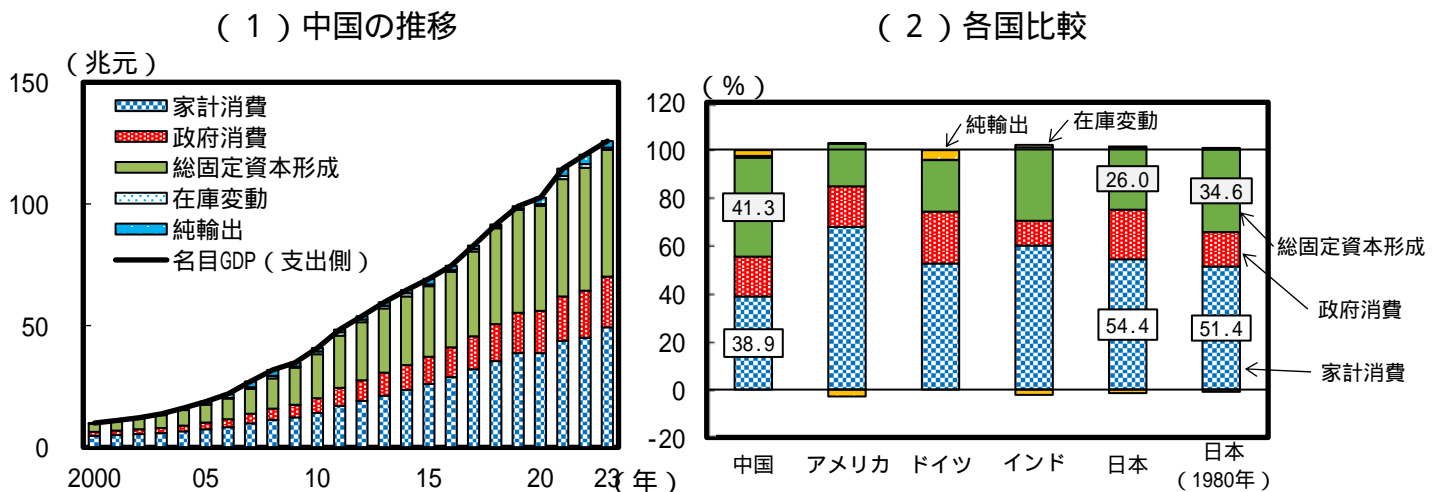 （１）中国の推移
（２）各国比較
（兆元）
150
100
50
0
家計消費
政府消費
総固定資本形成
在庫変動
純輸出
名目GDP（支出側）
2000 05 10 15 20 23（年）
（％）
120
100
80
60
40
20
0
-20
純輸出
在庫変動
41.3
38.9
26.0
54.4
34.6
51.4
総固定資本形成
政府消費
家計消費
中国 アメリカ ドイツ インド 日本 日本
（1980年）